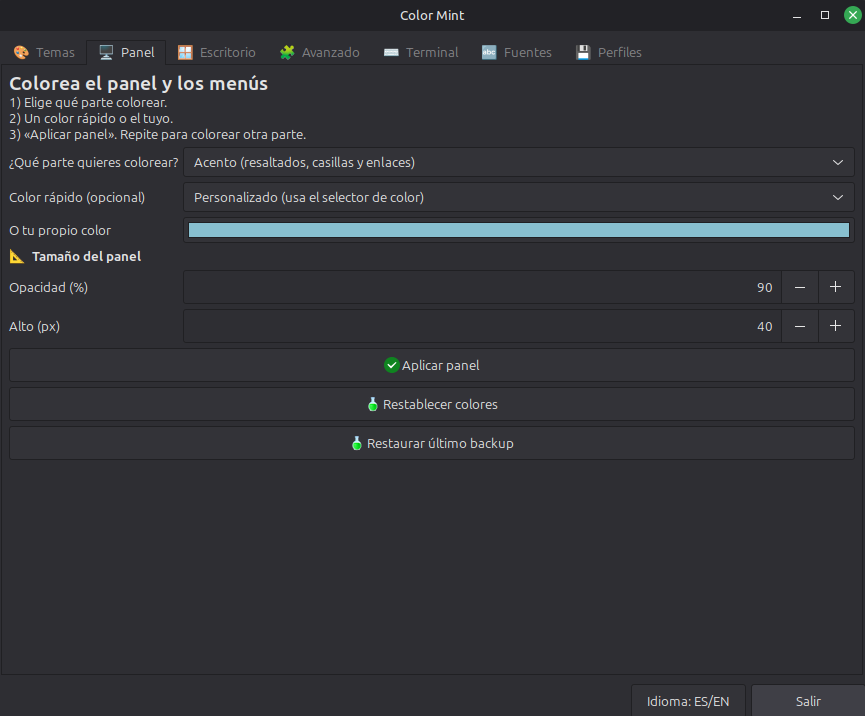 Color Mint
Temas
Panel
Escritorio
Avanzado
Terminal
abc
Fuentes
Perfiles
Colorea el panel y los menús
1) Elige qué parte colorear.
2) Un color rápido o el tuyo.
3) «Aplicar panel». Repite para colorear otra parte.
¿Qué parte quieres colorear?
Acento (resaltados, casillas y enlaces)
Color rápido (opcional)
Personalizado (usa el selector de color)
O tu propio color
Tamaño del panel
Opacidad (%)
90
Alto (px)
40
Aplicar panel
Restablecer colores
Restaurar último backup
Idioma: ES/EN
Salir